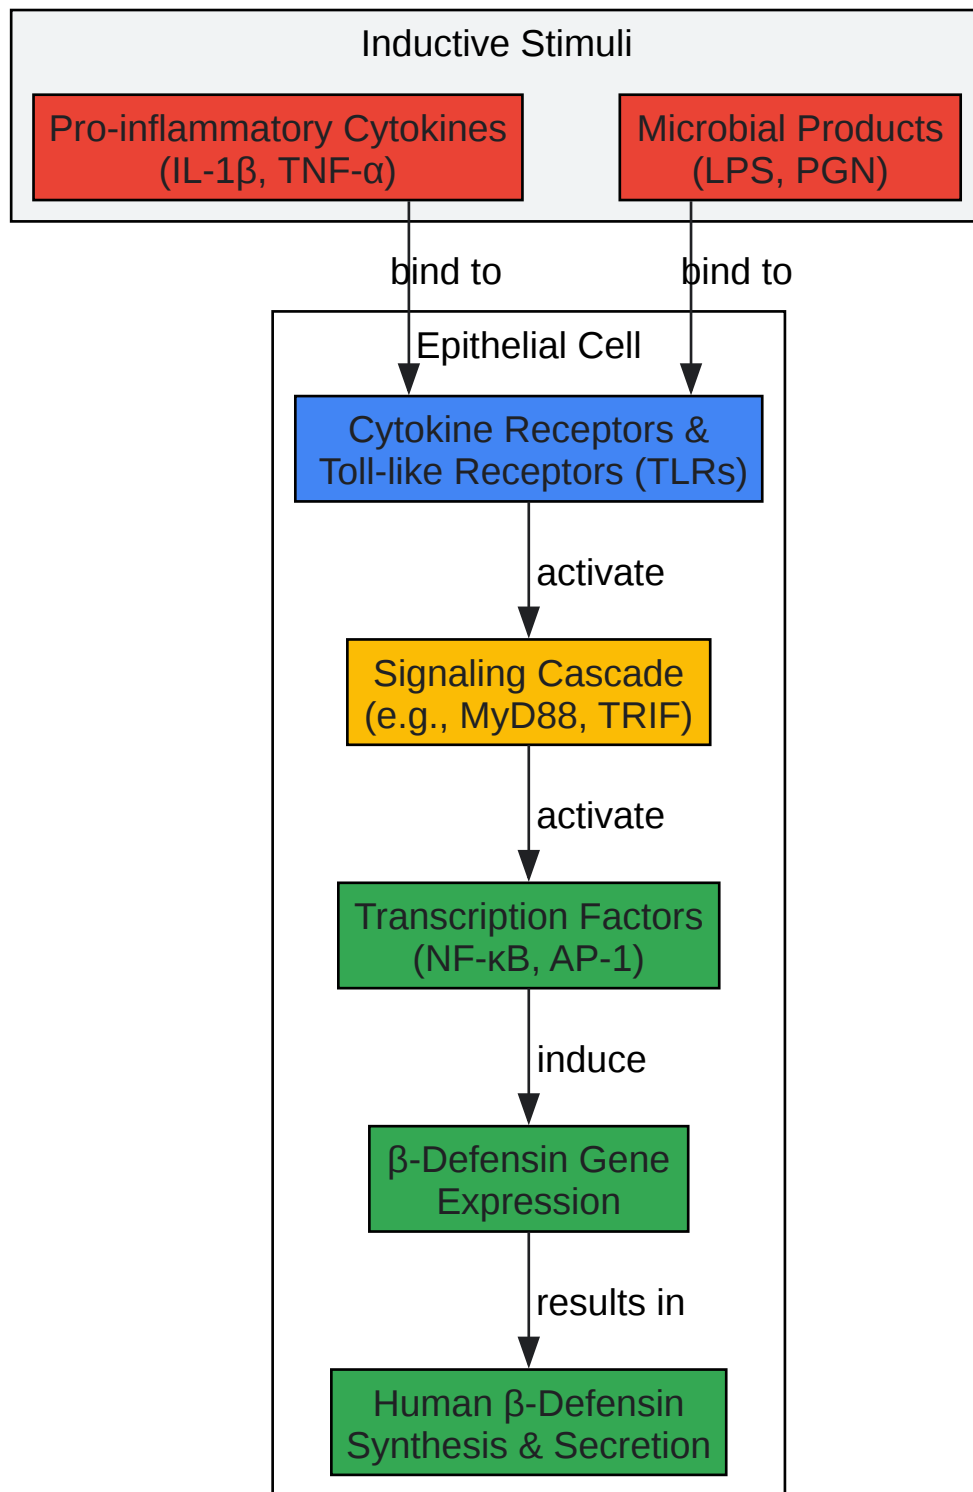 Inductive Stimuli
Pro-inflammatory Cytokines
(IL-1β, TNF-α)
Microbial Products
(LPS, PGN)
bind to
bind to
Epithelial Cell
Cytokine Receptors &
Toll-like Receptors (TLRs)
activate
Signaling Cascade
(e.g., MyD88, TRIF)
activate
Transcription Factors
(NF-κB, AP-1)
induce
β-Defensin Gene
Expression
results in
Human β-Defensin
Synthesis & Secretion